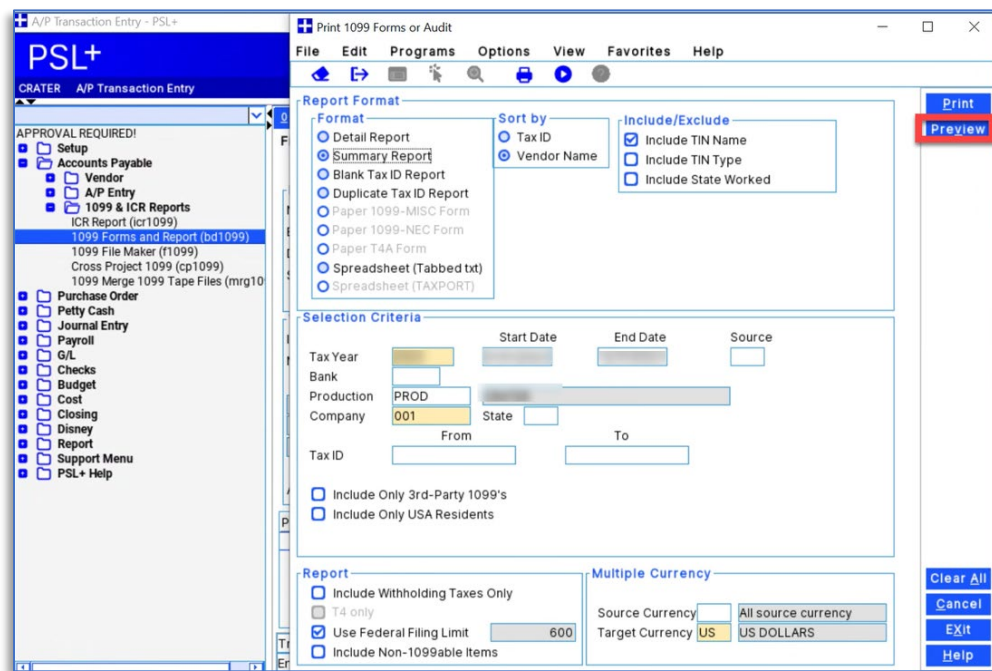 A/P Transaction Entry - PSL+
PSL+
CRATER A/P Transaction Entry
APPROVAL REQUIRED!
Setup
Accounts Payable
Vendor
A/P Entry
1099 & ICR Reports
ICR Report (icr1099)
1099 Forms and Report (bd1099)
1099 File Maker (f1099)
Cross Project 1099 (cp1099)
1099 Merge 1099 Tape Files (mrg10
Purchase Order
Petty Cash
Journal Entry
Payroll
G/L
Checks
Budget
Cost
Closing
Disney
Report
Support Menu
PSL+ Help
Print 1099 Forms or Audit
File Edit Programs Options View Favorites Help
Report Format
Format
Detail Report
Summary Report
Blank Tax ID Report
Duplicate Tax ID Report
Paper 1099-MISC Form
Paper 1099-NEC Form
Paper T4A Form
Spreadsheet (Tabbed txt)
Spreadsheet (TAXPORT)
Sort by
Tax ID
Vendor Name
Include/Exclude
Include TIN Name
Include TIN Type
Include State Worked
Selection Criteria
Start Date End Date Source
Tax Year
Bank
Production PROD
Company 001 State
From To
Tax ID
Include Only 3rd-Party 1099's
Include Only USA Residents
Report
Include Withholding Taxes Only
T4 only
Use Federal Filing Limit 600
Include Non-1099able Items
Multiple Currency
Source Currency All source currency
Target Currency US US DOLLARS
Print
Preview
Clear All
Cancel
EXit
Help